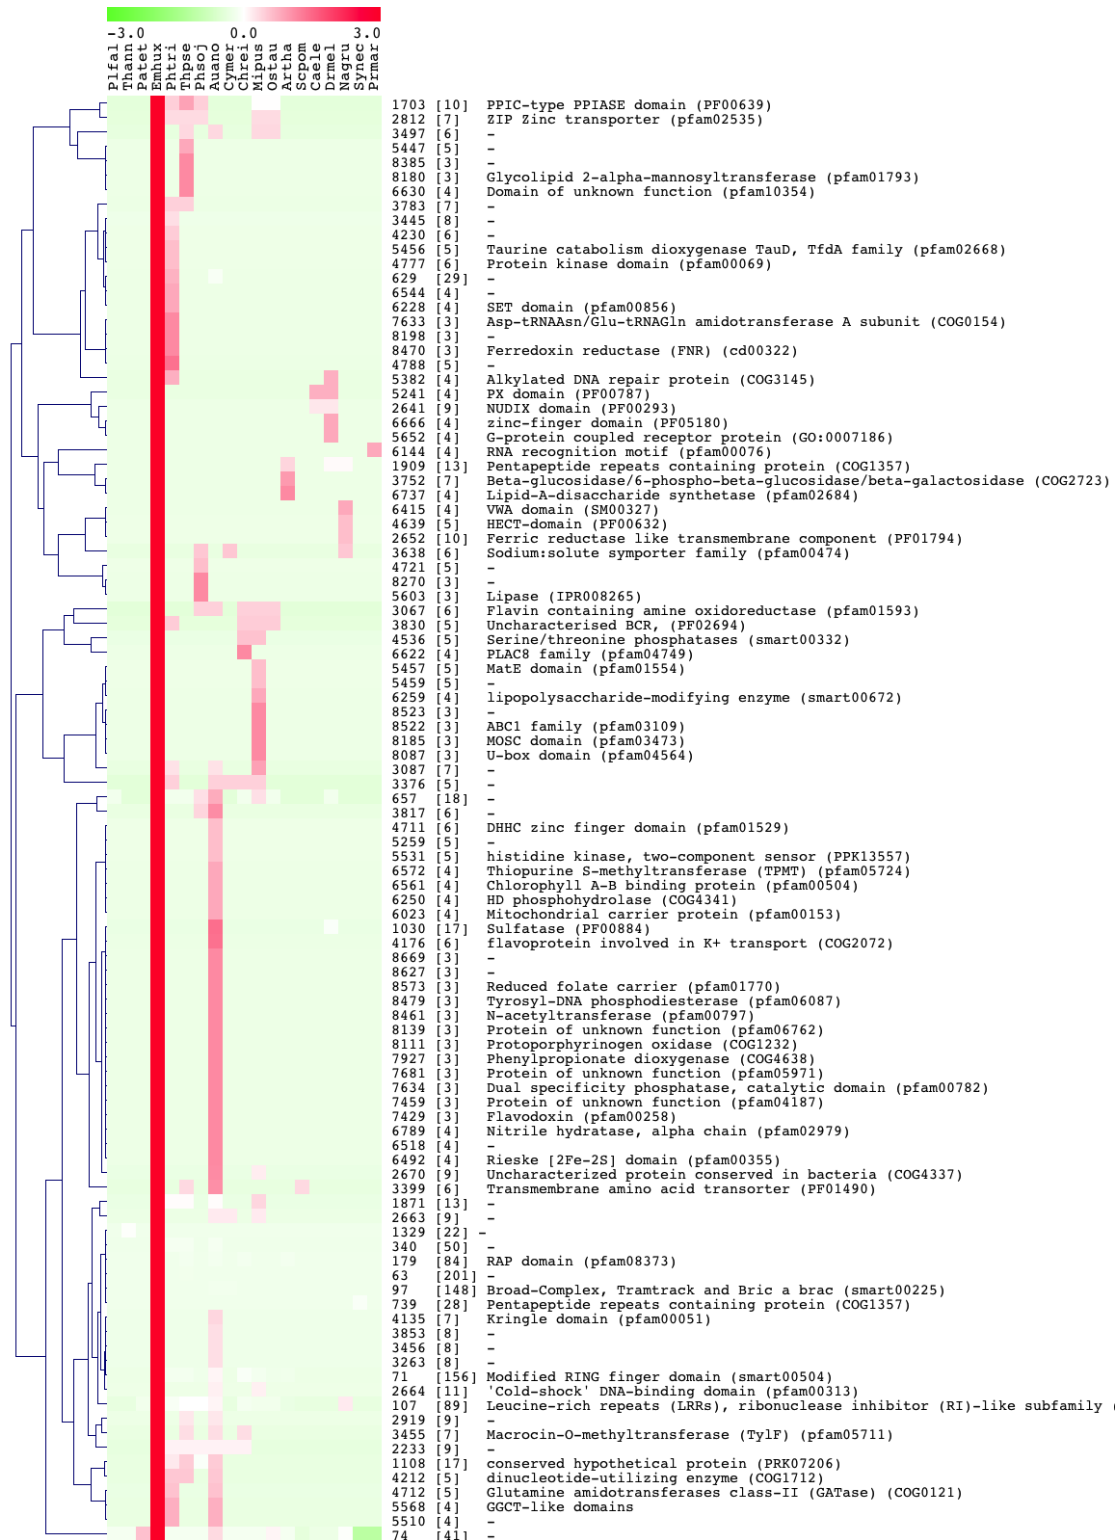 -3.0 0.0 3.0
Plfal
Thann
Patet
Emhux
Phtri
Thpse
Phsoj
Auano
Cymer
Chrei
Mipus
Ostau
Artha
Scpom
Caele
Drmel
Nagru
Synec
Prmar
1703 [10] PPIC-type PPIASE domain (PF00639)
2812 [7] ZIP Zinc transporter (pfam02535)
3497 [6] -
5447 [5] -
8385 [3] -
8180 [3] Glycolipid 2-alpha-mannosyltransferase (pfam01793)
6630 [4] Domain of unknown function (pfam10354)
3783 [7] -
3445 [8] -
4230 [6] -
5456 [5] Taurine catabolism dioxygenase TauD, TfdA family (pfam02668)
4777 [6] Protein kinase domain (pfam00069)
629 [29] -
6544 [4] -
6228 [4] SET domain (pfam00856)
7633 [3] Asp-tRNAAsn/Glu-tRNAGln amidotransferase A subunit (COG0154)
8198 [3] -
8470 [3] Ferredoxin reductase (FNR) (cd00322)
4788 [5] -
5382 [4] Alkylated DNA repair protein (COG3145)
5241 [4] PX domain (PF00787)
2641 [9] NUDIX domain (PF00293)
6666 [4] zinc-finger domain (PF05180)
5652 [4] G-protein coupled receptor protein (GO:0007186)
6144 [4] RNA recognition motif (pfam00076)
1909 [13] Pentapeptide repeats containing protein (COG1357)
3752 [7] Beta-glucosidase/6-phospho-beta-glucosidase/beta-galactosidase (COG2723)
6737 [4] Lipid-A-disaccharide synthetase (pfam02684)
6415 [4] VWA domain (SM00327)
4639 [5] HECT-domain (PF00632)
2652 [10] Ferric reductase like transmembrane component (PF01794)
3638 [6] Sodium:solute symporter family (pfam00474)
4721 [5] -
8270 [3] -
5603 [3] Lipase (IPR008265)
3067 [6] Flavin containing amine oxidoreductase (pfam01593)
3830 [5] Uncharacterised BCR, (PF02694)
4536 [5] Serine/threonine phosphatases (smart00332)
6622 [4] PLAC8 family (pfam04749)
5457 [5] MatE domain (pfam01554)
5459 [5] -
6259 [4] lipopolysaccharide-modifying enzyme (smart00672)
8523 [3] -
8522 [3] ABC1 family (pfam03109)
8185 [3] MOSC domain (pfam03473)
8087 [3] U-box domain (pfam04564)
3087 [7] -
3376 [5] -
657 [18] -
3817 [6] -
4711 [6] DHHC zinc finger domain (pfam01529)
5259 [5] -
5531 [5] histidine kinase, two-component sensor (PPK13557)
6572 [4] Thiopurine S-methyltransferase (TPMT) (pfam05724)
6561 [4] Chlorophyll A-B binding protein (pfam00504)
6250 [4] HD phosphohydrolase (COG4341)
6023 [4] Mitochondrial carrier protein (pfam00153)
1030 [17] Sulfatase (PF00884)
4176 [6] flavoprotein involved in K+ transport (COG2072)
8669 [3] -
8627 [3] -
8573 [3] Reduced folate carrier (pfam01770)
8479 [3] Tyrosyl-DNA phosphodiesterase (pfam06087)
8461 [3] N-acetyltransferase (pfam00797)
8139 [3] Protein of unknown function (pfam06762)
8111 [3] Protoporphyrinogen oxidase (COG1232)
7927 [3] Phenylpropionate dioxygenase (COG4638)
7681 [3] Protein of unknown function (pfam05971)
7634 [3] Dual specificity phosphatase, catalytic domain (pfam00782)
7459 [3] Protein of unknown function (pfam04187)
7429 [3] Flavodoxin (pfam00258)
6789 [4] Nitrile hydratase, alpha chain (pfam02979)
6518 [4] -
6492 [4] Rieske [2Fe-2S] domain (pfam00355)
2670 [9] Uncharacterized protein conserved in bacteria (COG4337)
3399 [6] Transmembrane amino acid transorter (PF01490)
1871 [13] -
2663 [9] -
1329 [22] -
340 [50] -
179 [84] RAP domain (pfam08373)
63 [201] -
97 [148] Broad-Complex, Tramtrack and Bric a brac (smart00225)
739 [28] Pentapeptide repeats containing protein (COG1357)
4135 [7] Kringle domain (pfam00051)
3853 [8] -
3456 [8] -
3263 [8] -
71 [156] Modified RING finger domain (smart00504)
2664 [11] 'Cold-shock' DNA-binding domain (pfam00313)
107 [89] Leucine-rich repeats (LRRs), ribonuclease inhibitor (RI)-like subfamily (
2919 [9] -
3455 [7] Macrocin-O-methyltransferase (TylF) (pfam05711)
2233 [9] -
1108 [17] conserved hypothetical protein (PRK07206)
4212 [5] dinucleotide-utilizing enzyme (COG1712)
4712 [5] Glutamine amidotransferases class-II (GATase) (COG0121)
5568 [4] GGCT-like domains
5510 [4] -
74 [41] -